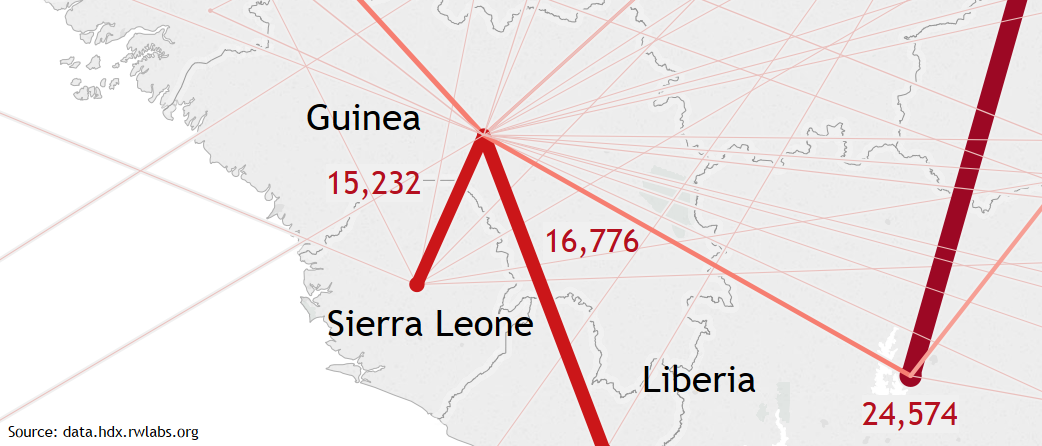 Guinea
15,232
16,776
Sierra Leone
Liberia
24,574
Source: data.hdx.rwlabs.org